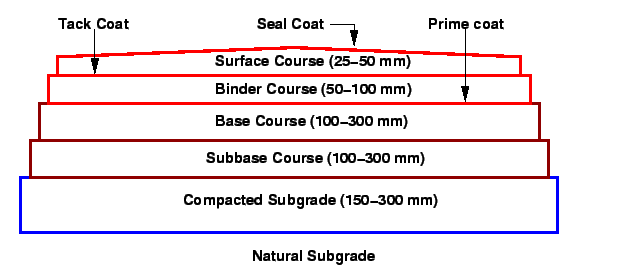 Tack Coat
Seal Coat
Prime coat
Surface Course (25–50 mm)
Binder Course (50–100 mm)
Base Course (100–300 mm)
Subbase Course (100–300 mm)
Compacted Subgrade (150–300 mm)
Natural Subgrade